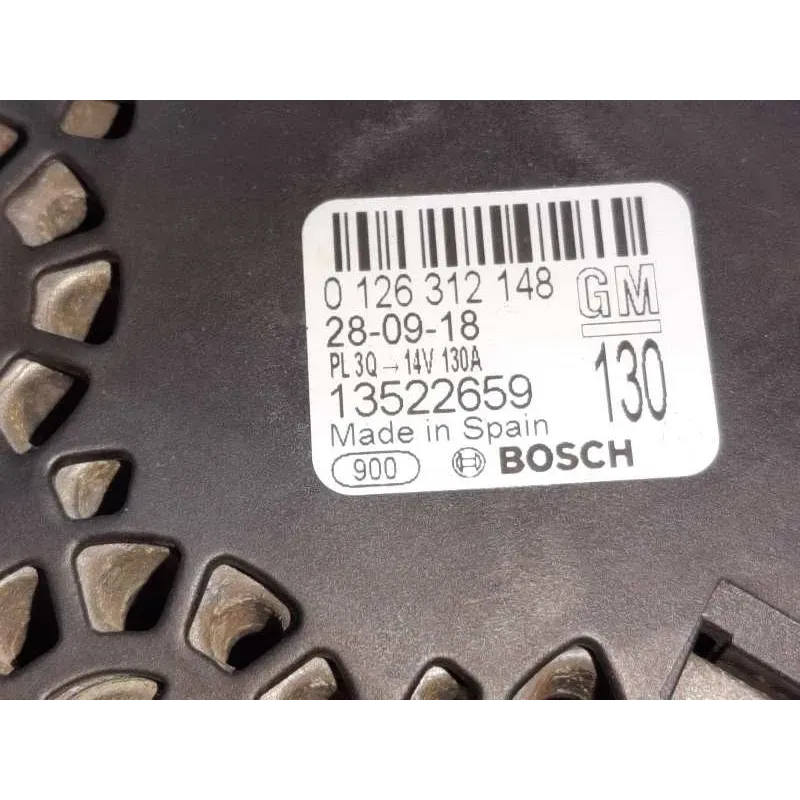 0 126 312 148
GM
28-09-18
PL 3Q → 14V 130A
130
13522659
Made in Spain
900
BOSCH